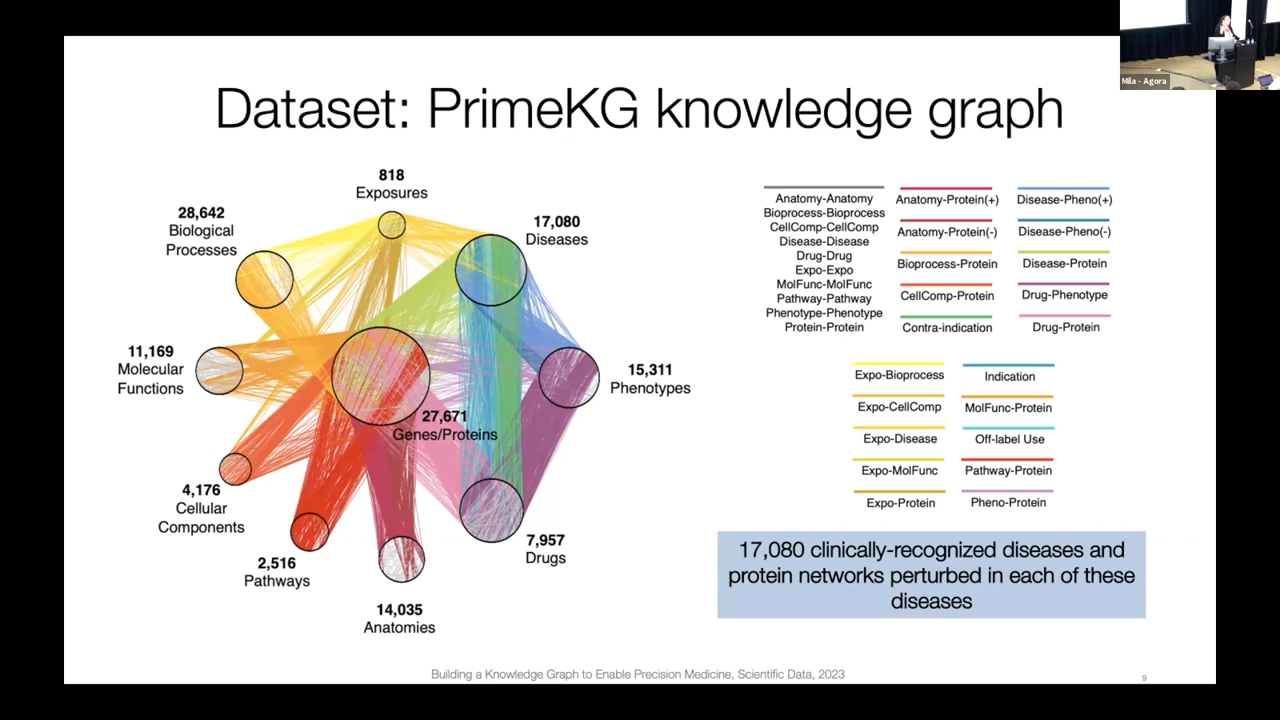 Mila - Agora
Dataset: PrimeKG knowledge graph
818
Exposures
28,642
Biological
Processes
17,080
Diseases
11,169
Molecular
Functions
15,311
Phenotypes
27,671
Genes/Proteins
4,176
Cellular
Components
2,516
Pathways
7,957
Drugs
14,035
Anatomies
Anatomy-Anatomy
Bioprocess-Bioprocess
CellComp-CellComp
Disease-Disease
Drug-Drug
Expo-Expo
MolFunc-MolFunc
Pathway-Pathway
Phenotype-Phenotype
Protein-Protein
Anatomy-Protein(+)
Anatomy-Protein(-)
Bioprocess-Protein
CellComp-Protein
Contra-indication
Disease-Pheno(+)
Disease-Pheno(-)
Disease-Protein
Drug-Phenotype
Drug-Protein
Expo-Bioprocess
Expo-CellComp
Expo-Disease
Expo-MolFunc
Expo-Protein
Indication
MolFunc-Protein
Off-label Use
Pathway-Protein
Pheno-Protein
17,080 clinically-recognized diseases and
protein networks perturbed in each of these
diseases
Building a Knowledge Graph to Enable Precision Medicine, Scientific Data, 2023
9